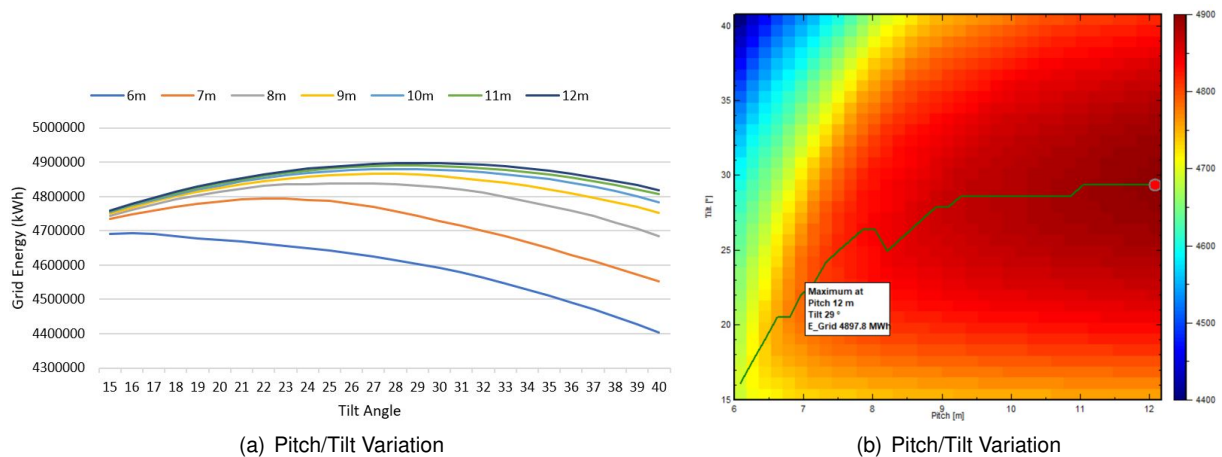 6m 7m 8m 9m 10m 11m 12m
Grid Energy (kWh)
5000000
4900000
4800000
4700000
4600000
4500000
4400000
4300000
15 16 17 18 19 20 21 22 23 24 25 26 27 28 29 30 31 32 33 34 35 36 37 38 39 40
Tilt Angle
(a) Pitch/Tilt Variation
Tilt [°]
40
35
30
25
20
15
Maximum at
Pitch 12 m
Tilt 29 °
E_Grid 4897.8 MWh
6 7 8 9 10 11 12
Pitch [m]
4900
4800
4700
4600
4500
4400
(b) Pitch/Tilt Variation